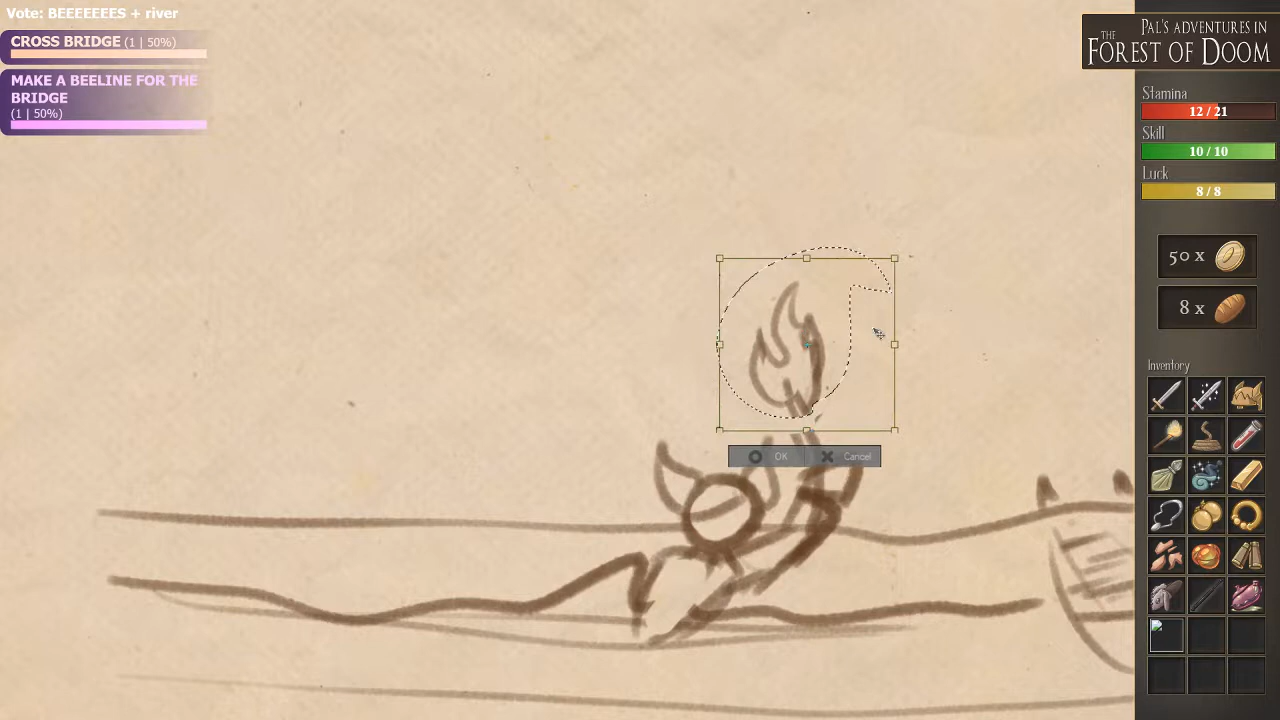 Vote: BEEEEEEES + river
CROSS BRIDGE (1 | 50%)
MAKE A BEELINE FOR THE
BRIDGE
(1 | 50%)
PAL'S ADVENTURES IN
THE
FOREST OF DOOM
Stamina
12 / 21
Skill
10 / 10
Luck
8 / 8
50 x
8 x
Inventory
OK
Cancel